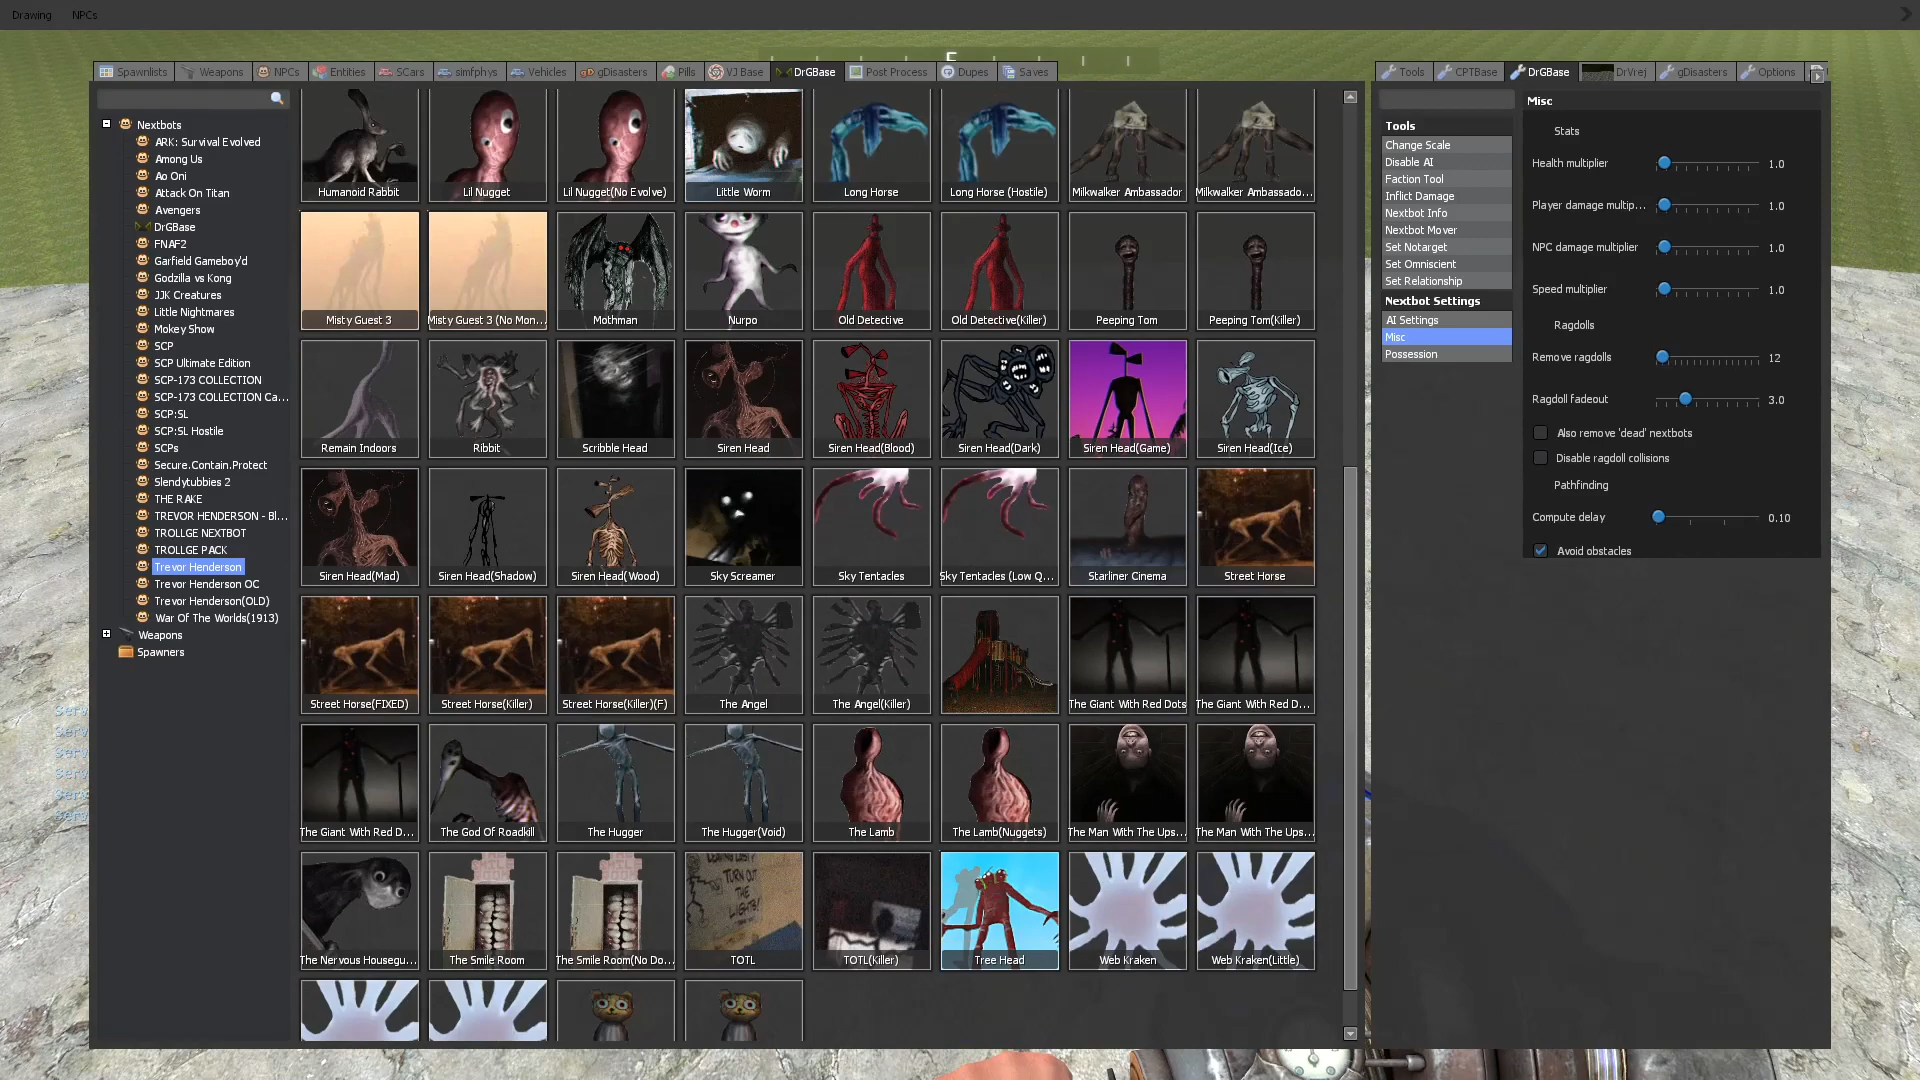 Drawing NPCs
E
Spawnlists Weapons NPCs Entities SCars simfphys Vehicles gDisasters Pills VJ Base DrGBase Post Process Dupes Saves
Tools CPTBase DrGBase DrVrej gDisasters Options
Nextbots
ARK: Survival Evolved
Among Us
Ao Oni
Attack On Titan
Avengers
DrGBase
FNAF2
Garfield Gameboy'd
Godzilla vs Kong
JJK Creatures
Little Nightmares
Mokey Show
SCP
SCP Ultimate Edition
SCP-173 COLLECTION
SCP-173 COLLECTION Ca...
SCP:SL
SCP:SL Hostile
SCPs
Secure.Contain.Protect
Slendytubbies 2
THE RAKE
TREVOR HENDERSON - Bl...
TROLLGE NEXTBOT
TROLLGE PACK
Trevor Henderson
Trevor Henderson OC
Trevor Henderson(OLD)
War Of The Worlds(1913)
Weapons
Spawners
Serv
Serv
Serv
Serv
Serv
Serv
Humanoid Rabbit Lil Nugget Lil Nugget(No Evolve) Little Worm Long Horse Long Horse (Hostile) Milkwalker Ambassador Milkwalker Ambassado...
Misty Guest 3 Misty Guest 3 (No Mon... Mothman Nurpo Old Detective Old Detective(Killer) Peeping Tom Peeping Tom(Killer)
Remain Indoors Ribbit Scribble Head Siren Head Siren Head(Blood) Siren Head(Dark) Siren Head(Game) Siren Head(Ice)
Siren Head(Mad) Siren Head(Shadow) Siren Head(Wood) Sky Screamer Sky Tentacles Sky Tentacles (Low Q... Starliner Cinema Street Horse
Street Horse(FIXED) Street Horse(Killer) Street Horse(Killer)(F) The Angel The Angel(Killer) The Giant With Red Dots The Giant With Red D...
The Giant With Red D... The God Of Roadkill The Hugger The Hugger(Void) The Lamb The Lamb(Nuggets) The Man With The Ups... The Man With The Ups...
TURN OUT
THE
LIGHTS!
The Nervous Housegu... The Smile Room The Smile Room(No Do... TOTL TOTL(Killer) Tree Head Web Kraken Web Kraken(Little)
Tools
Change Scale
Disable AI
Faction Tool
Inflict Damage
Nextbot Info
Nextbot Mover
Set Notarget
Set Omniscient
Set Relationship
Nextbot Settings
AI Settings
Misc
Possession
Misc
Stats
Health multiplier 1.0
Player damage multip... 1.0
NPC damage multiplier 1.0
Speed multiplier 1.0
Ragdolls
Remove ragdolls 12
Ragdoll fadeout 3.0
Also remove 'dead' nextbots
Disable ragdoll collisions
Pathfinding
Compute delay 0.10
Avoid obstacles